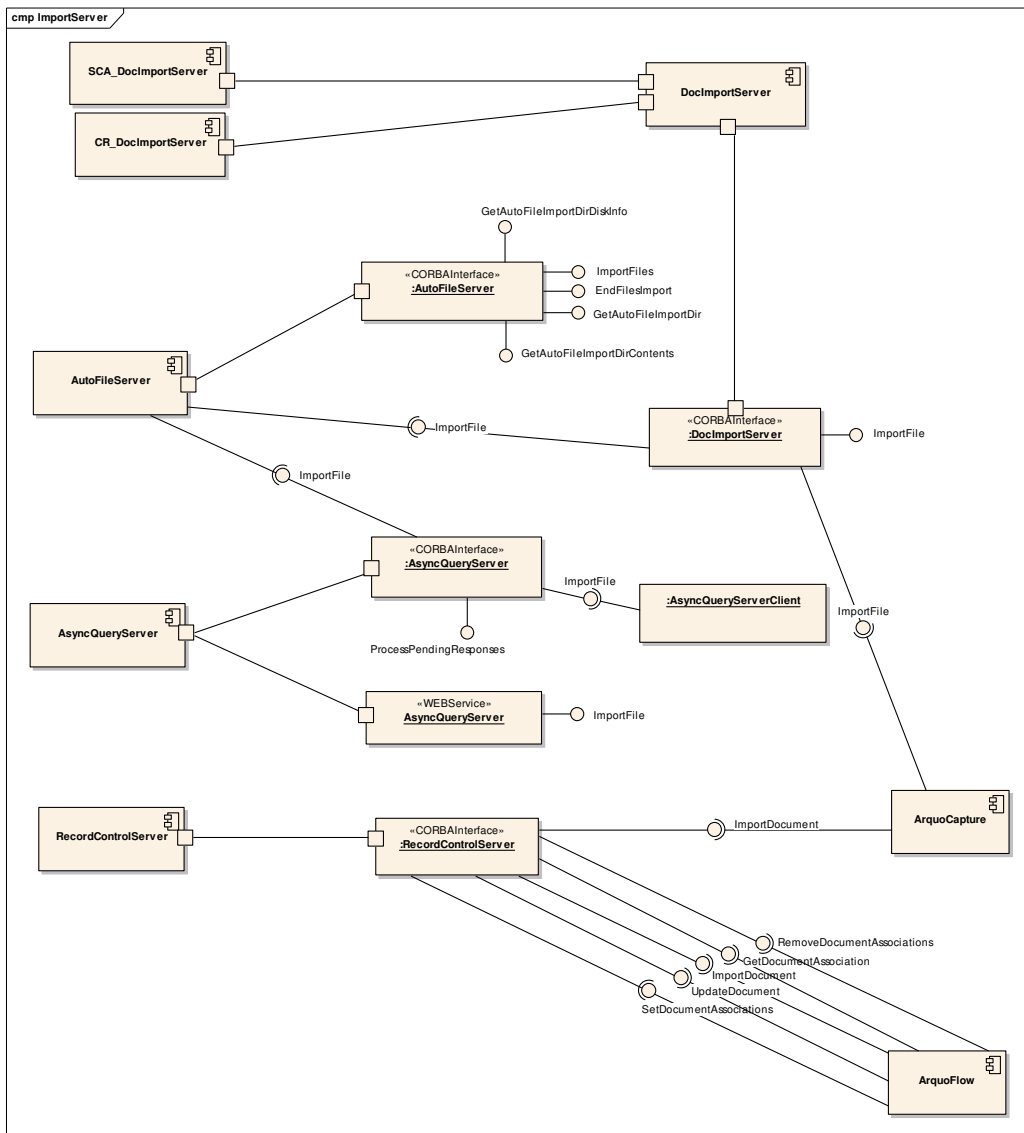 cmp ImportServer
SCA_DocImportServer
DocImportServer
CR_DocImportServer
GetAutoFileImportDirDiskInfo
«CORBAInterface»
:AutoFileServer
ImportFiles
EndFilesImport
GetAutoFileImportDir
GetAutoFileImportDirContents
AutoFileServer
ImportFile
«CORBAInterface»
:DocImportServer
ImportFile
ImportFile
«CORBAInterface»
:AsyncQueryServer
ImportFile
:AsyncQueryServerClient
ImportFile
AsyncQueryServer
ProcessPendingResponses
«WEBService»
AsyncQueryServer
ImportFile
RecordControlServer
«CORBAInterface»
:RecordControlServer
ImportDocument
ArquoCapture
RemoveDocumentAssociations
GetDocumentAssociation
ImportDocument
UpdateDocument
SetDocumentAssociations
ArquoFlow